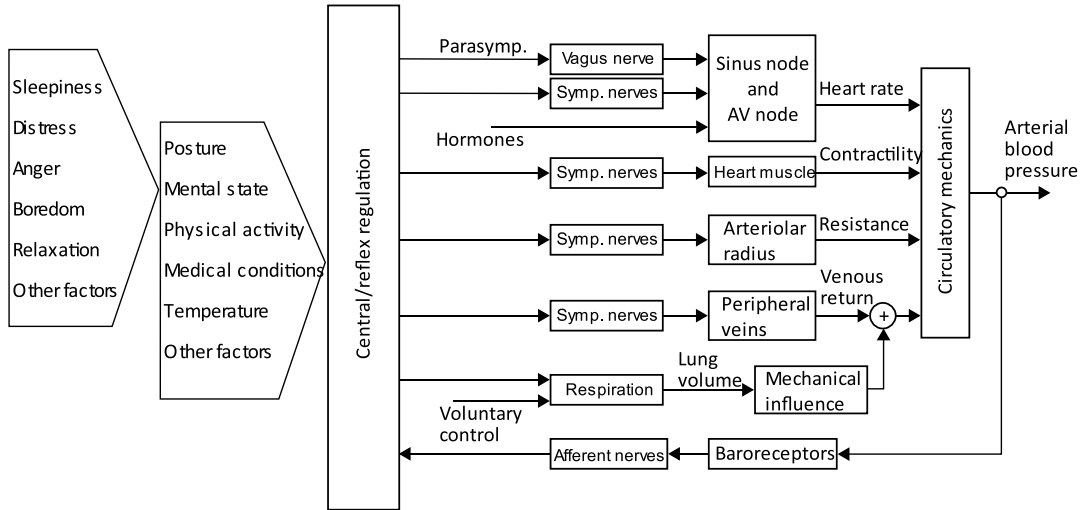 Sleepiness
Distress
Anger
Boredom
Relaxation
Other factors
Posture
Mental state
Physical activity
Medical conditions
Temperature
Other factors
Central/reflex regulation
Parasymp.
Hormones
Voluntary
control
Vagus nerve
Symp. nerves
Symp. nerves
Symp. nerves
Symp. nerves
Respiration
Afferent nerves
Sinus node
and
AV node
Heart muscle
Arteriolar
radius
Peripheral
veins
Lung
volume
Mechanical
influence
Baroreceptors
Heart rate
Contractility
Resistance
Venous
return
+
Circulatory mechanics
Arterial
blood
pressure